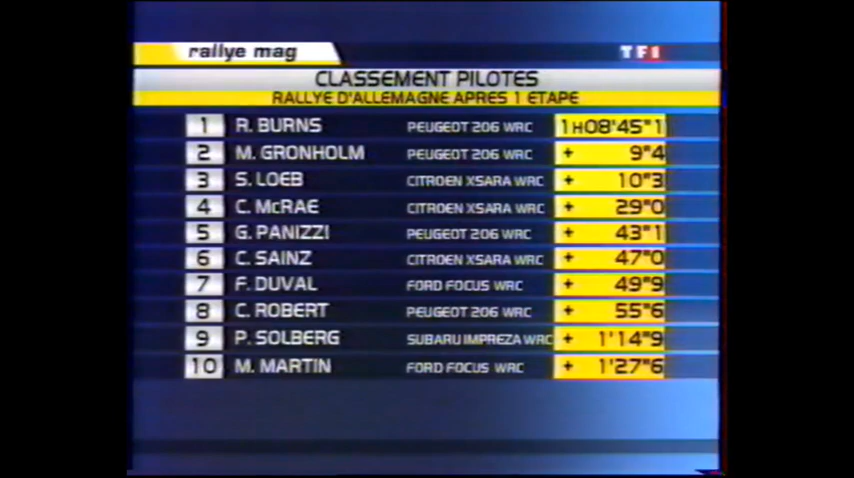 rallye mag TF1
CLASSEMENT PILOTES
RALLYE D'ALLEMAGNE APRES 1 ETAPE
1 R. BURNS PEUGEOT 206 WRC 1H08'45"1
2 M. GRONHOLM PEUGEOT 206 WRC + 9"4
3 S. LOEB CITROEN XSARA WRC + 10"3
4 C. McRAE CITROEN XSARA WRC + 29"0
5 G. PANIZZI PEUGEOT 206 WRC + 43"1
6 C. SAINZ CITROEN XSARA WRC + 47"0
7 F. DUVAL FORD FOCUS WRC + 49"9
8 C. ROBERT PEUGEOT 206 WRC + 55"6
9 P. SOLBERG SUBARU IMPREZA WRC + 1'14"9
10 M. MARTIN FORD FOCUS WRC + 1'27"6